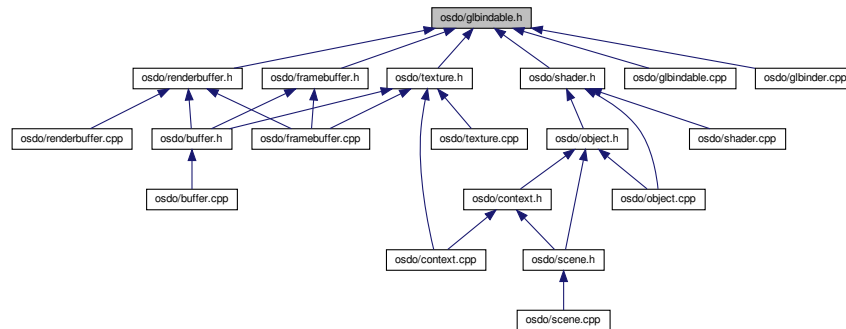 osdo/glbindable.h
osdo/renderbuffer.h
osdo/framebuffer.h
osdo/texture.h
osdo/shader.h
osdo/glbindable.cpp
osdo/glbinder.cpp
osdo/renderbuffer.cpp
osdo/buffer.h
osdo/framebuffer.cpp
osdo/texture.cpp
osdo/object.h
osdo/shader.cpp
osdo/buffer.cpp
osdo/context.h
osdo/object.cpp
osdo/context.cpp
osdo/scene.h
osdo/scene.cpp